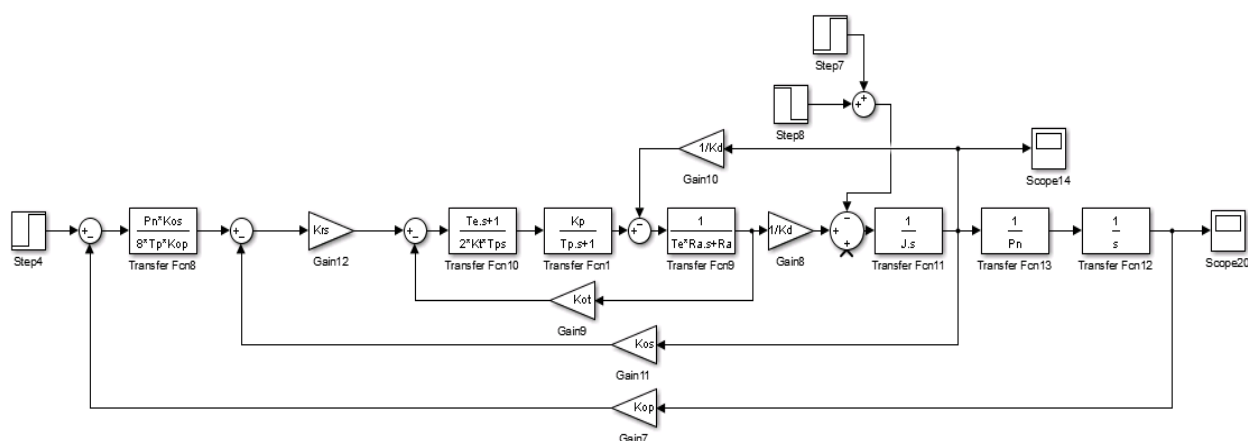 Step7
+
+
Step8
1/Kd
Gain10
Scope14
Step4
+
−
Pn*Kos
8*Tp*Kop
Transfer Fcn8
+
−
Krs
Gain12
+
−
Te.s+1
2*Kt*Tps
Transfer Fcn10
Kp
Tp.s+1
Transfer Fcn1
−
+
1
Te*Ra.s+Ra
Transfer Fcn9
1/Kd
Gain8
−
+
+
1
J.s
Transfer Fcn11
1
Pn
Transfer Fcn13
1
s
Transfer Fcn12
Scope20
Kot
Gain9
Kos
Gain11
Kop
Gain7